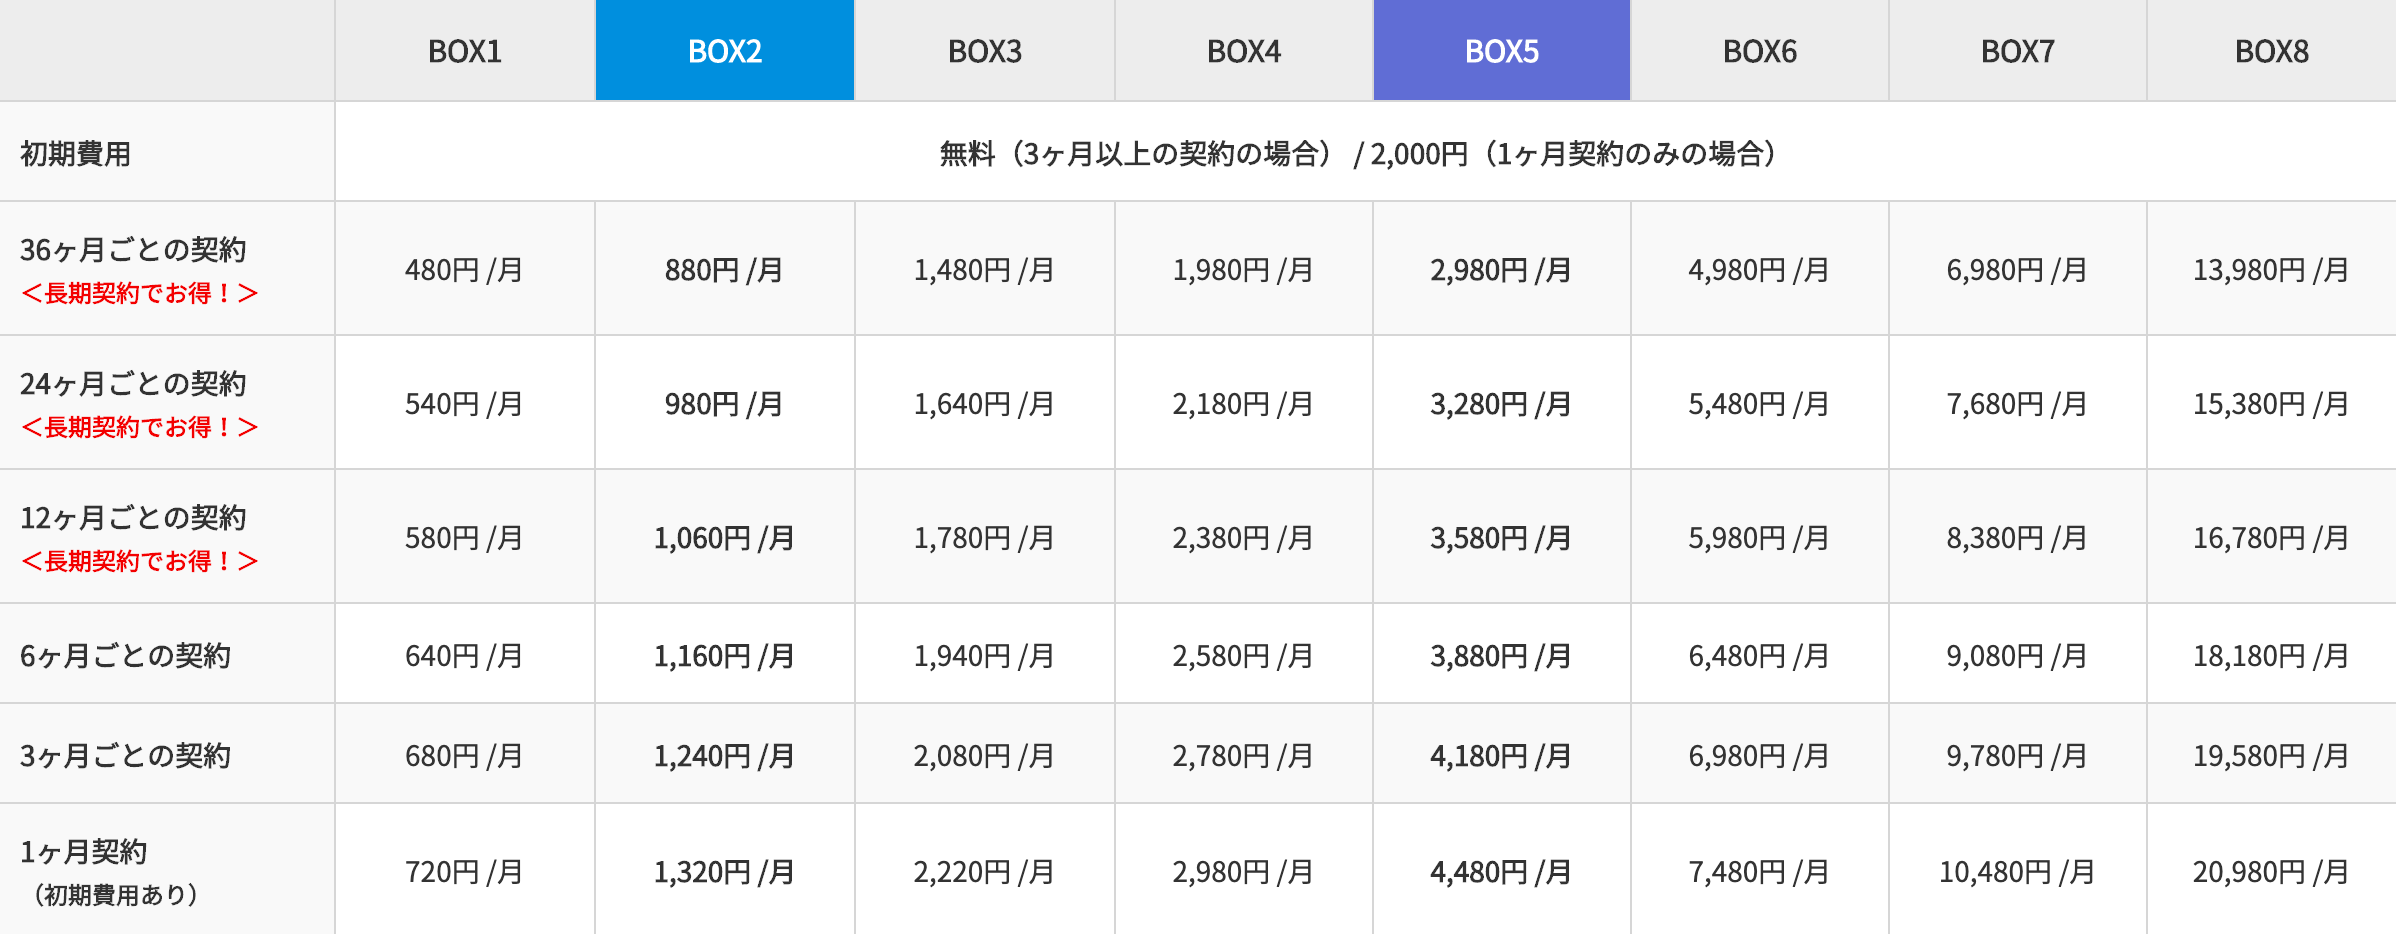 BOX1 BOX2 BOX3 BOX4 BOX5 BOX6 BOX7 BOX8
初期費用 無料（3ヶ月以上の契約の場合） / 2,000円（1ヶ月契約のみの場合）
36ヶ月ごとの契約
＜長期契約でお得！＞
480円 /月 880円 /月 1,480円 /月 1,980円 /月 2,980円 /月 4,980円 /月 6,980円 /月 13,980円 /月
24ヶ月ごとの契約
＜長期契約でお得！＞
540円 /月 980円 /月 1,640円 /月 2,180円 /月 3,280円 /月 5,480円 /月 7,680円 /月 15,380円 /月
12ヶ月ごとの契約
＜長期契約でお得！＞
580円 /月 1,060円 /月 1,780円 /月 2,380円 /月 3,580円 /月 5,980円 /月 8,380円 /月 16,780円 /月
6ヶ月ごとの契約 640円 /月 1,160円 /月 1,940円 /月 2,580円 /月 3,880円 /月 6,480円 /月 9,080円 /月 18,180円 /月
3ヶ月ごとの契約 680円 /月 1,240円 /月 2,080円 /月 2,780円 /月 4,180円 /月 6,980円 /月 9,780円 /月 19,580円 /月
1ヶ月契約
（初期費用あり）
720円 /月 1,320円 /月 2,220円 /月 2,980円 /月 4,480円 /月 7,480円 /月 10,480円 /月 20,980円 /月